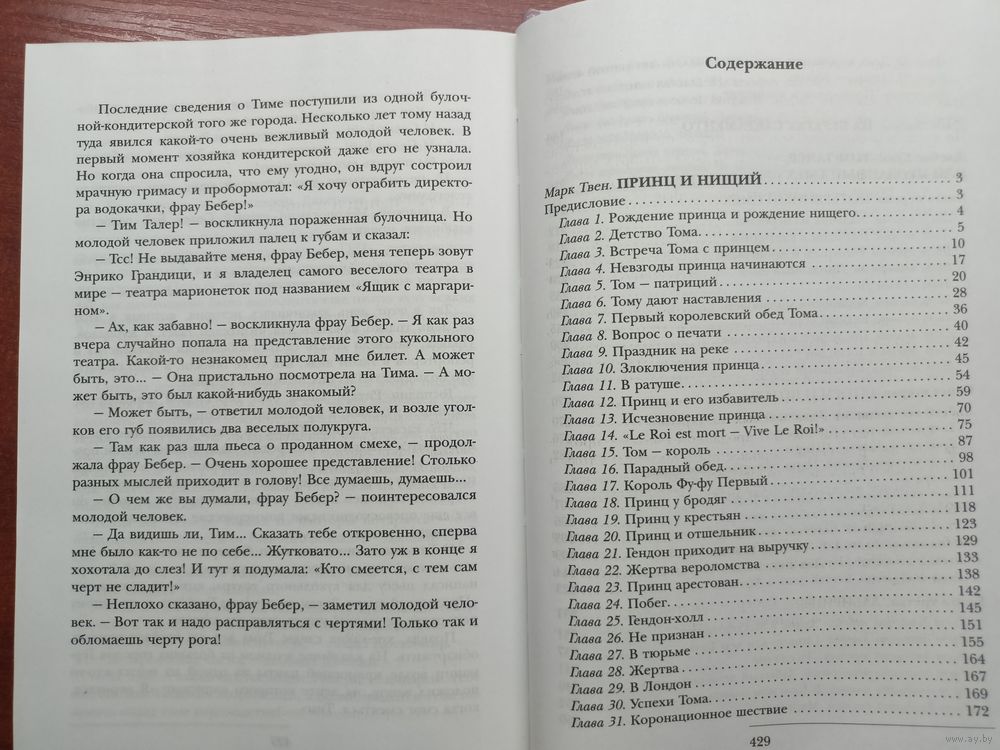 Последние сведения о Тиме поступили из одной булоч-
ной-кондитерской того же города. Несколько лет тому назад
туда явился какой-то очень вежливый молодой человек. В
первый момент хозяйка кондитерской даже его не узнала.
Но когда она спросила, что ему угодно, он вдруг состроил
мрачную гримасу и пробормотал: «Я хочу ограбить директо-
ра водокачки, фрау Бебер!»
— Тим Талер! — воскликнула пораженная булочница. Но
молодой человек приложил палец к губам и сказал:
— Тсс! Не выдавайте меня, фрау Бебер, меня теперь зовут
Энрико Грандици, и я владелец самого веселого театра в
мире — театра марионеток под названием «Ящик с маргари-
ном».
— Ах, как забавно! — воскликнула фрау Бебер. — Я как раз
вчера случайно попала на представление этого кукольного
театра. Какой-то незнакомец прислал мне билет. А может
быть, это... — Она пристально посмотрела на Тима. — А мо-
жет быть, это был какой-нибудь знакомый?
— Может быть, — ответил молодой человек, и возле угол-
ков его губ появились два веселых полукруга.
— Там как раз шла пьеса о проданном смехе, — продол-
жала фрау Бебер. — Очень хорошее представление! Столько
разных мыслей приходит в голову! Все думаешь, думаешь...
— О чем же вы думали, фрау Бебер? — поинтересовался
молодой человек.
— Да видишь ли, Тим... Сказать тебе откровенно, сперва
мне было как-то не по себе... Жутковато... Зато уж в конце я
хохотала до слез! И тут я подумала: «Кто смеется, с тем сам
черт не сладит!»
— Неплохо сказано, фрау Бебер, — заметил молодой чело-
век. — Вот так и надо расправляться с чертями! Только так и
обломаешь черту рога!
Содержание
Марк Твен. ПРИНЦ И НИЩИЙ 3
Предисловие 3
Глава 1. Рождение принца и рождение нищего 4
Глава 2. Детство Тома 5
Глава 3. Встреча Тома с принцем 10
Глава 4. Невзгоды принца начинаются 17
Глава 5. Том — патриций 20
Глава 6. Тому дают наставления 28
Глава 7. Первый королевский обед Тома 36
Глава 8. Вопрос о печати 40
Глава 9. Праздник на реке 42
Глава 10. Злоключения принца 45
Глава 11. В ратуше 54
Глава 12. Принц и его избавитель 59
Глава 13. Исчезновение принца 70
Глава 14. «Le Roi est mort — Vive Le Roi!» 75
Глава 15. Том — король 87
Глава 16. Парадный обед 98
Глава 17. Король Фу-фу Первый 101
Глава 18. Принц у бродяг 111
Глава 19. Принц у крестьян 118
Глава 20. Принц и отшельник 123
Глава 21. Гендон приходит на выручку 129
Глава 22. Жертва вероломства 133
Глава 23. Принц арестован 138
Глава 24. Побег 142
Глава 25. Гендон-холл 145
Глава 26. Не признан 151
Глава 27. В тюрьме 155
Глава 28. Жертва 164
Глава 29. В Лондон 167
Глава 30. Успехи Тома 169
Глава 31. Коронационное шествие 172
429
www.ay.by